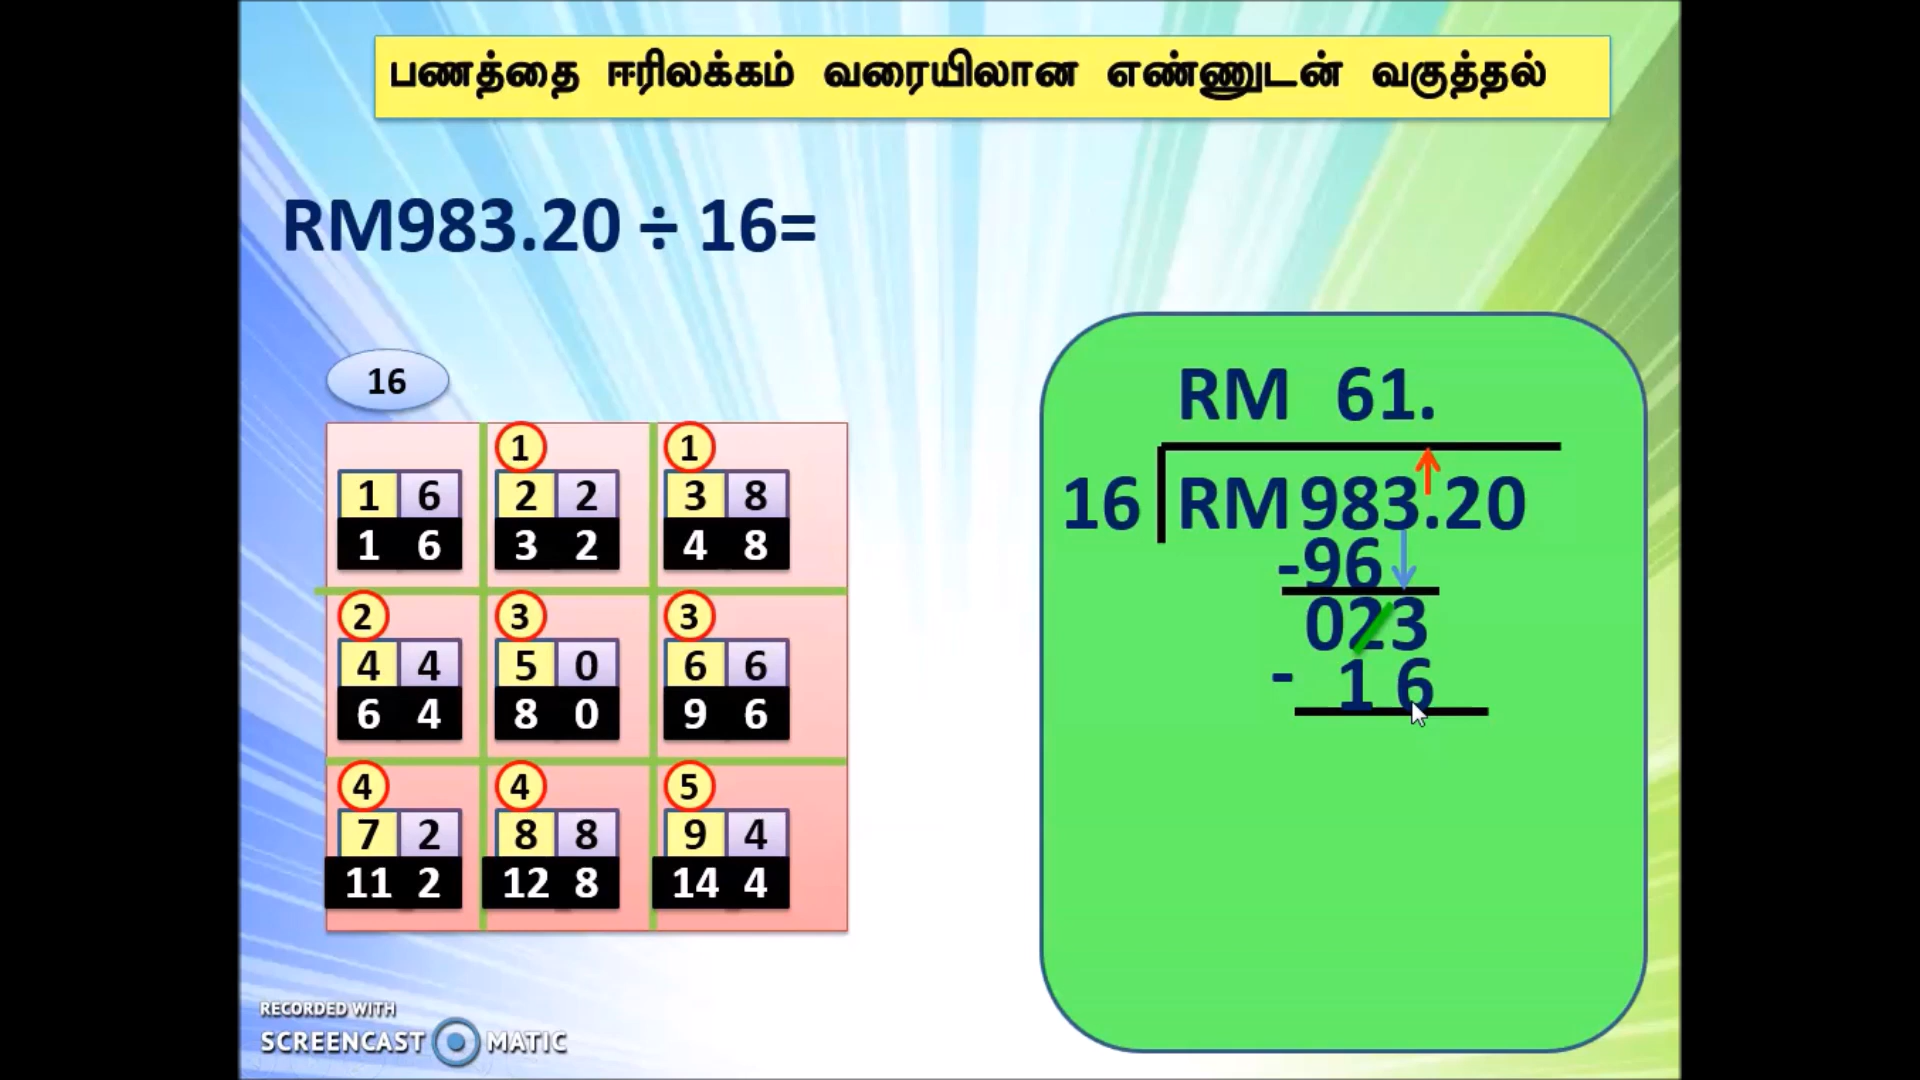 பணத்தை ஈரிலக்கம் வரையிலான எண்ணுடன் வகுத்தல்
RM983.20 ÷ 16=
16
1 1
1 6 2 2 3 8
1 6 3 2 4 8
2 3 3
4 4 5 0 6 6
6 4 8 0 9 6
4 4 5
7 2 8 8 9 4
11 2 12 8 14 4
RM 61.
16 RM983.20
-96
023
- 1 6
RECORDED WITH
SCREENCAST MATIC